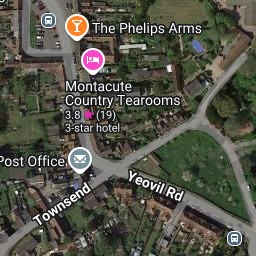 The Phelips Arms
Montacute
Country Tearooms
3.8 ★ (19)
3-star hotel
Post Office
Townsend
Yeovil Rd